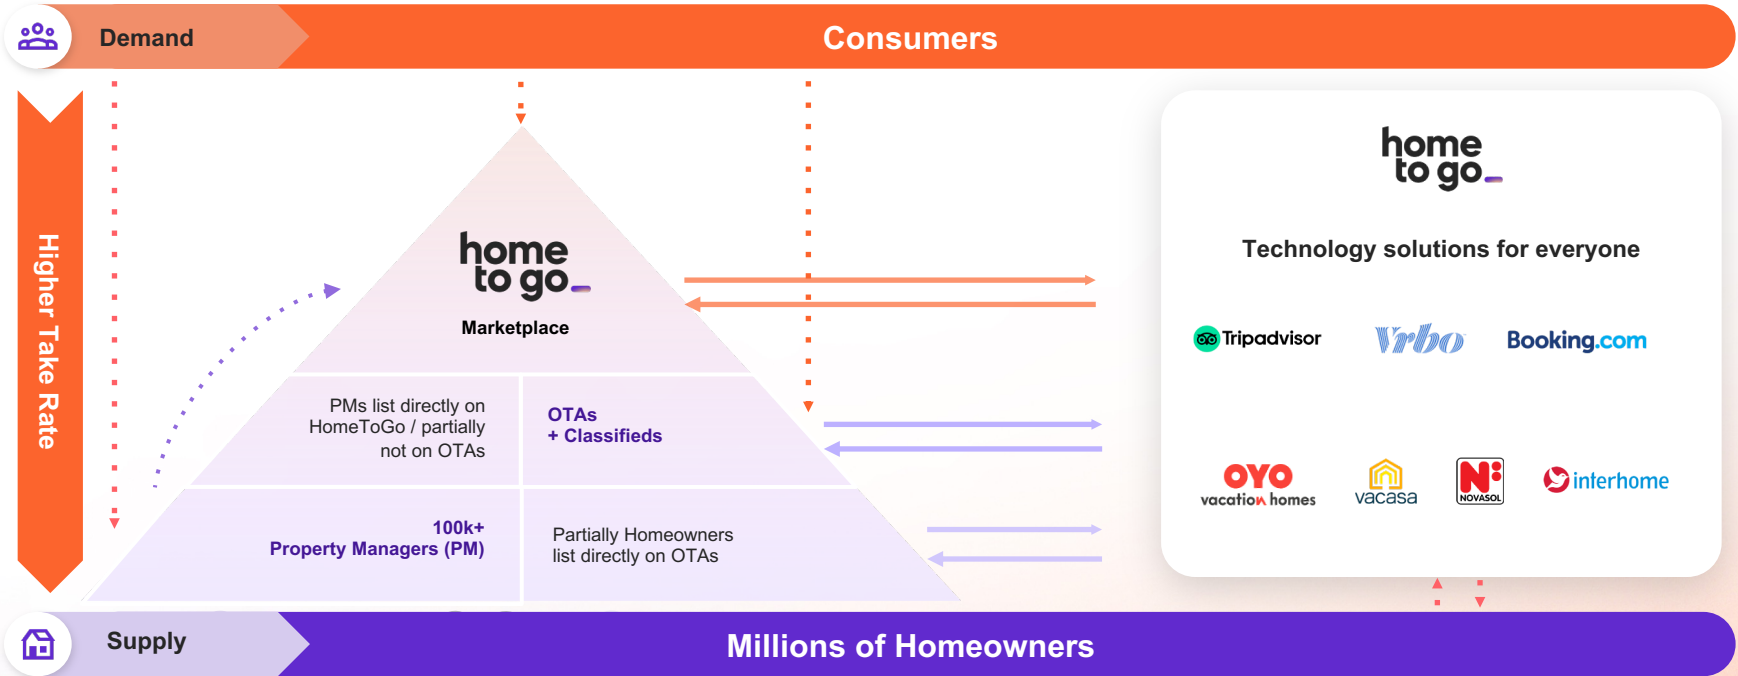 Demand
Consumers
Higher Take Rate
home
to go_
Marketplace
PMs list directly on
HomeToGo / partially
not on OTAs
OTAs
+ Classifieds
100k+
Property Managers (PM)
Partially Homeowners
list directly on OTAs
home
to go_
Technology solutions for everyone
Tripadvisor
Vrbo
Booking.com
OYO
vacation homes
vacasa
N:
NOVASOL
interhome
Supply
Millions of Homeowners